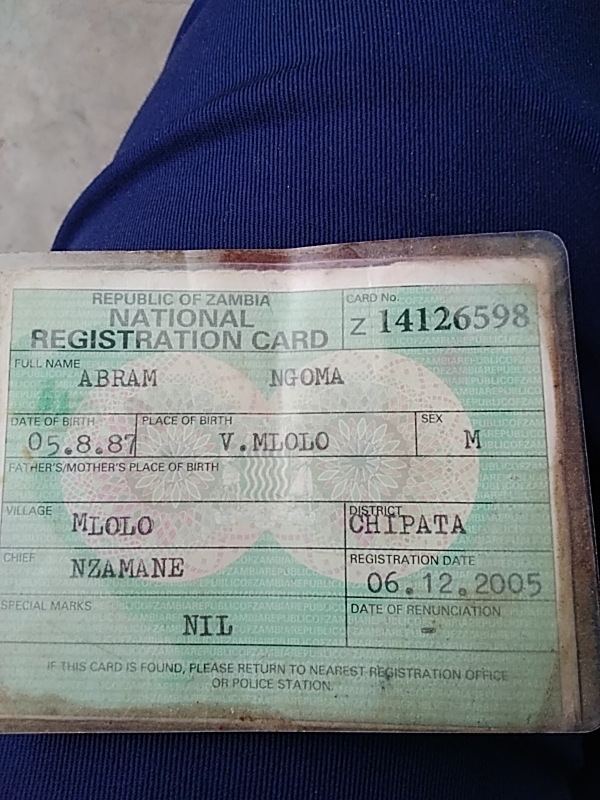 REPUBLIC OF ZAMBIA
NATIONAL
REGISTRATION CARD
CARD No.
Z 14126598
FULL NAME
ABRAM NGOMA
DATE OF BIRTH
05.8.87
PLACE OF BIRTH
V.MLOLO
SEX
M
FATHER'S/MOTHER'S PLACE OF BIRTH
VILLAGE
MLOLO
DISTRICT
CHIPATA
CHIEF
NZAMANE
REGISTRATION DATE
06.12.2005
SPECIAL MARKS
NIL
DATE OF RENUNCIATION
-
IF THIS CARD IS FOUND, PLEASE RETURN TO NEAREST REGISTRATION OFFICE
OR POLICE STATION.